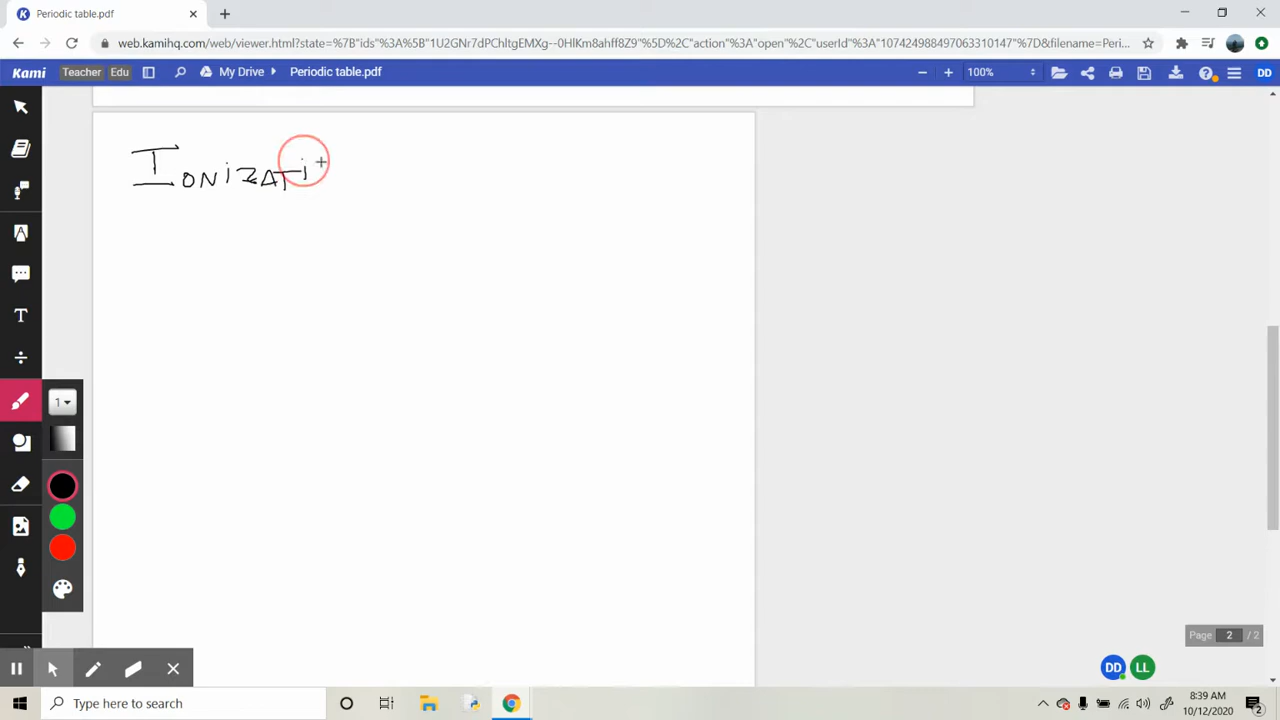 Periodic table.pdf
web.kamihq.com/web/viewer.html?state=%7B"ids"%3A%5B"1U2GNr7dPChltgEMXg--0HlKm8ahff8Z9"%5D%2C"action"%3A"open"%2C"userId"%3A"107424988497063310147"%7D&filename=Peri...
Kami Teacher Edu My Drive Periodic table.pdf 100% DD
IONiZATi
T
1
Page 2 / 2
DD LL
Type here to search
8:39 AM
10/12/2020
2